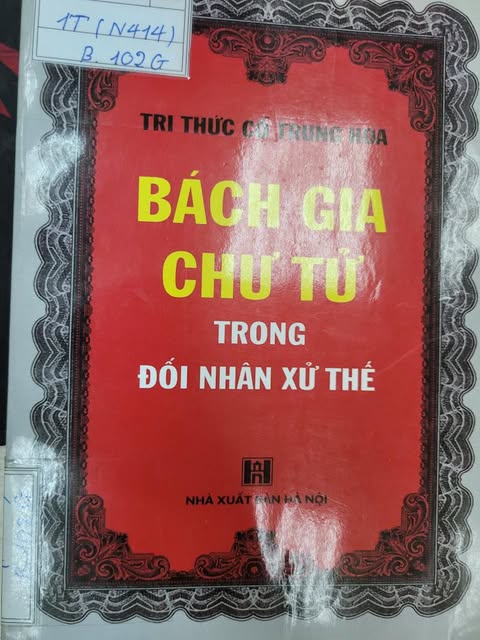 1T (N414)
B. 102G
TRI THỨC CỔ TRUNG HOA
BÁCH GIA
CHƯ TỬ
TRONG
ĐỐI NHÂN XỬ THẾ
NHÀ XUẤT BẢN HÀ NỘI